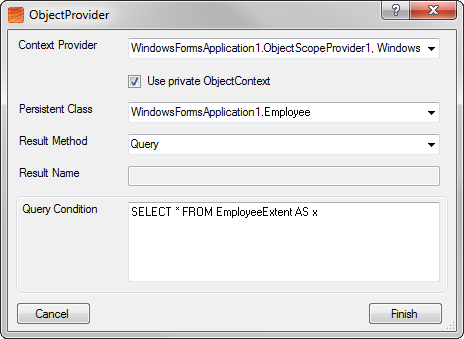 ObjectProvider
Context Provider
WindowsFormsApplication1.ObjectScopeProvider1, Windows
Use private ObjectContext
Persistent Class
WindowsFormsApplication1.Employee
Result Method
Query
Result Name
Query Condition
SELECT * FROM EmployeeExtent AS x
Cancel
Finish